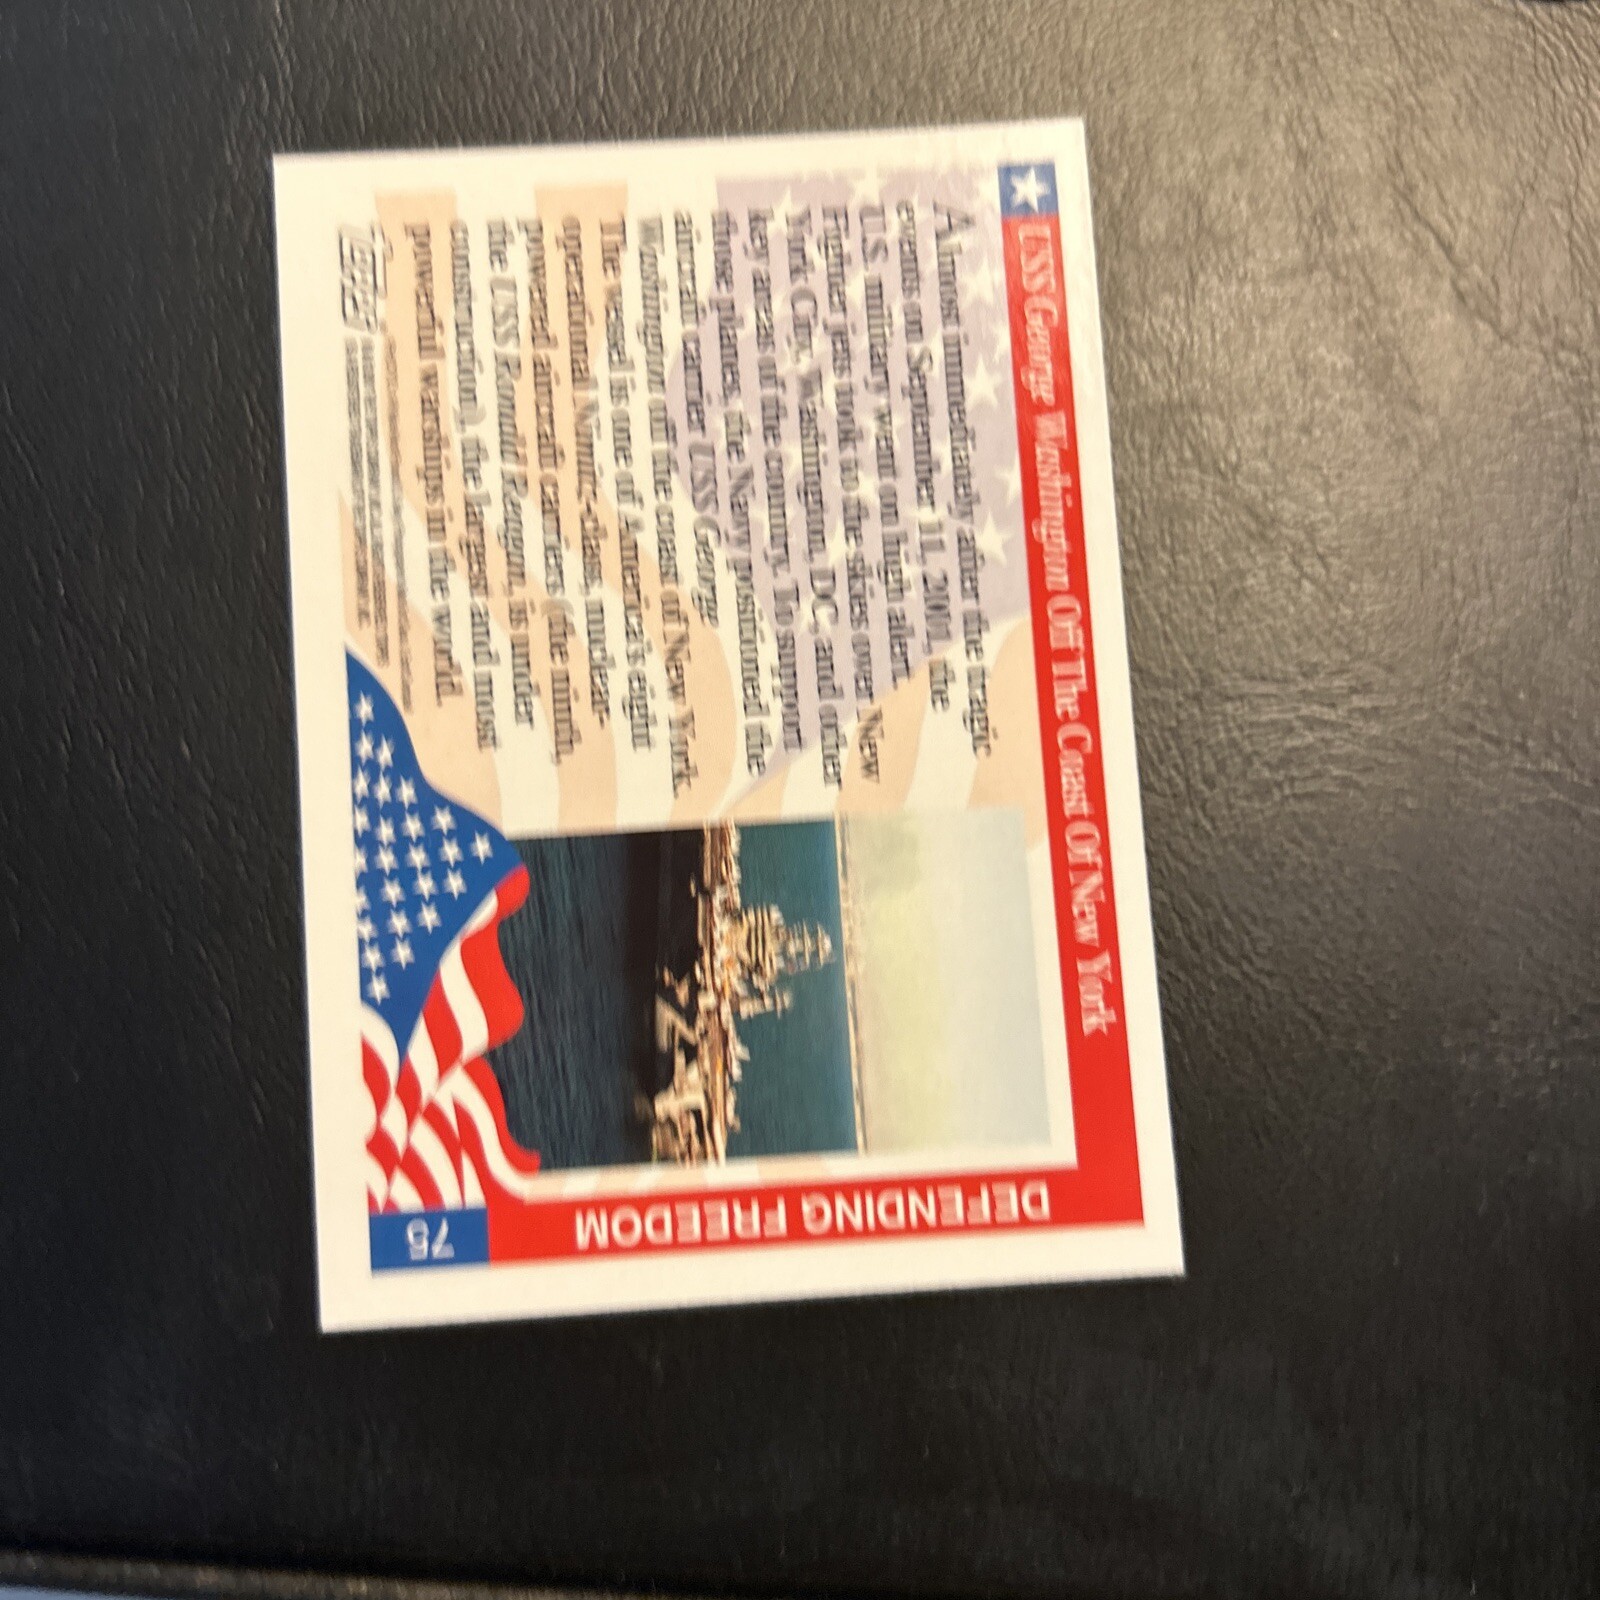 USS George Washington Off The Coast Of New York
Almost immediately after the tragic
events on September 11, 2001, the
U.S. military went on high alert.
Fighter jets took to the skies over New
York City, Washington, DC, and other
key areas of the country. To support
those planes, the Navy positioned the
aircraft carrier USS George
Washington off the coast of New York.
The vessel is one of America's eight
operational Nimitz-class, nuclear-
powered aircraft carriers (the ninth,
the USS Ronald Reagan, is under
construction), the largest and most
powerful warships in the world.
DEFENDING FREEDOM
75